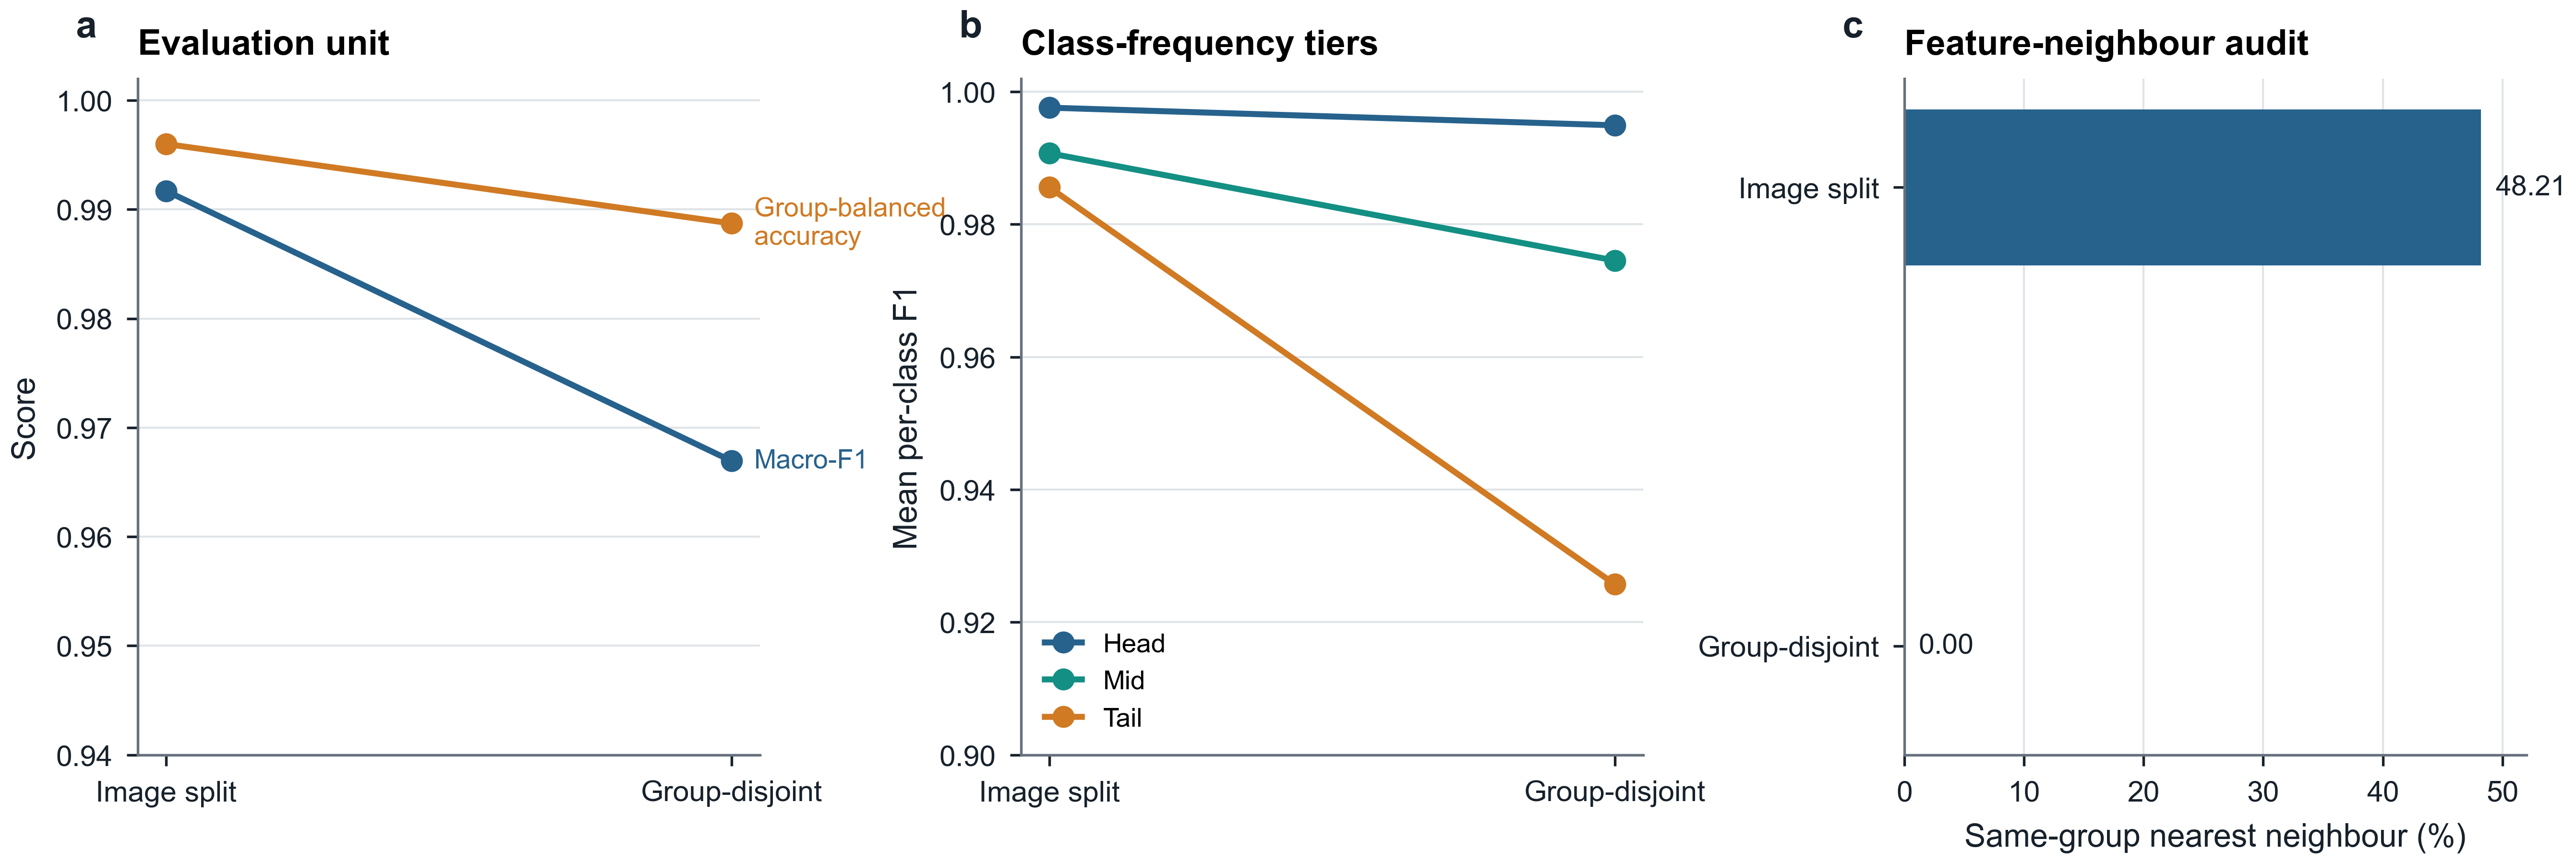 a
Evaluation unit
Score
1.00
0.99
0.98
0.97
0.96
0.95
0.94
Image split
Group-disjoint
Group-balanced
accuracy
Macro-F1
b
Class-frequency tiers
Mean per-class F1
1.00
0.98
0.96
0.94
0.92
0.90
Head
Mid
Tail
Image split
Group-disjoint
c
Feature-neighbour audit
Image split
48.21
Group-disjoint
0.00
0 10 20 30 40 50
Same-group nearest neighbour (%)